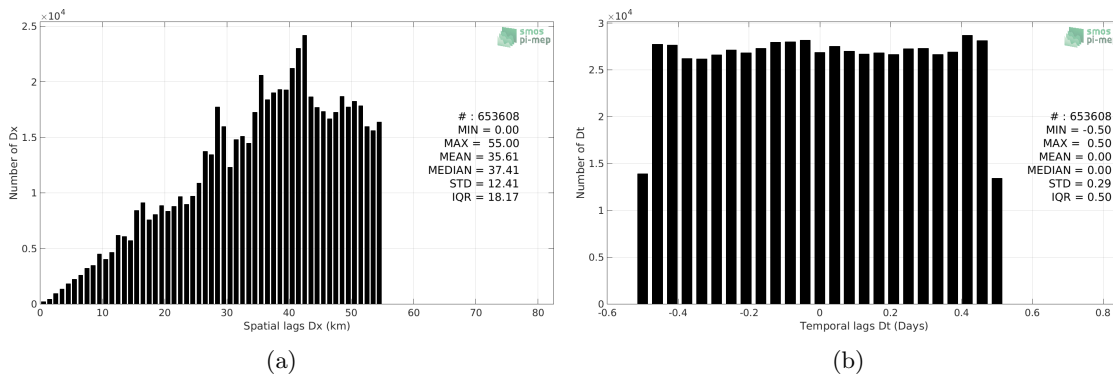 ×10⁴
2.5
2
1.5
1
0.5
0
Number of Dx
0 10 20 30 40 50 60 70 80
Spatial lags Dx (km)
smos
pi-mep
# : 653608
MIN = 0.00
MAX = 55.00
MEAN = 35.61
MEDIAN = 37.41
STD = 12.41
IQR = 18.17
(a)
×10⁴
3
2.5
2
1.5
1
0.5
0
Number of Dt
-0.6 -0.4 -0.2 0 0.2 0.4 0.6 0.8
Temporal lags Dt (Days)
smos
pi-me
# : 653608
MIN = -0.50
MAX = 0.50
MEAN = 0.00
MEDIAN = 0.00
STD = 0.29
IQR = 0.50
(b)